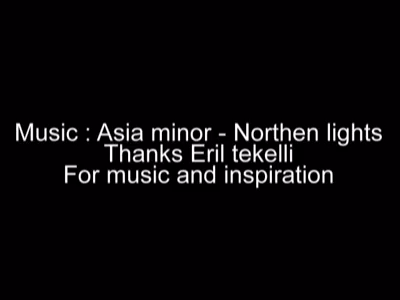 Music : Asia minor - Northen lights
Thanks Eril tekelli
For music and inspiration